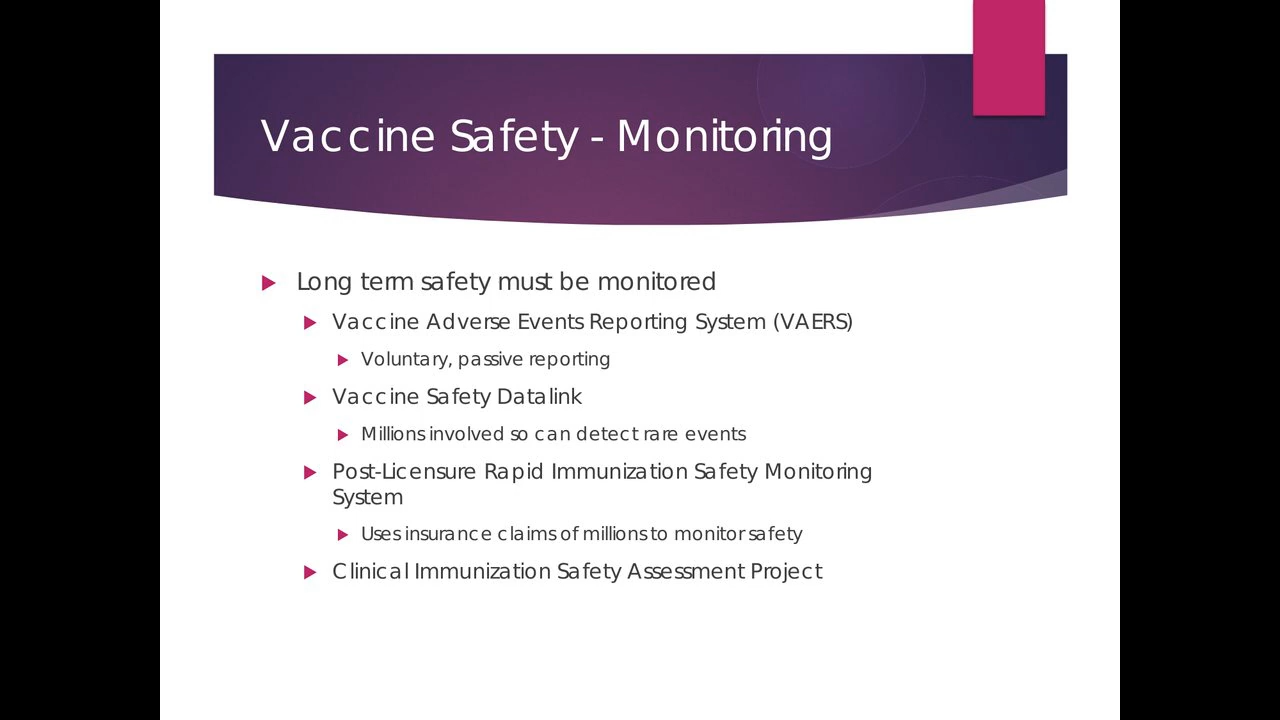 Vaccine Safety - Monitoring
Long term safety must be monitored
Vaccine Adverse Events Reporting System (VAERS)
Voluntary, passive reporting
Vaccine Safety Datalink
Millions involved so can detect rare events
Post-Licensure Rapid Immunization Safety Monitoring
System
Uses insurance claims of millions to monitor safety
Clinical Immunization Safety Assessment Project